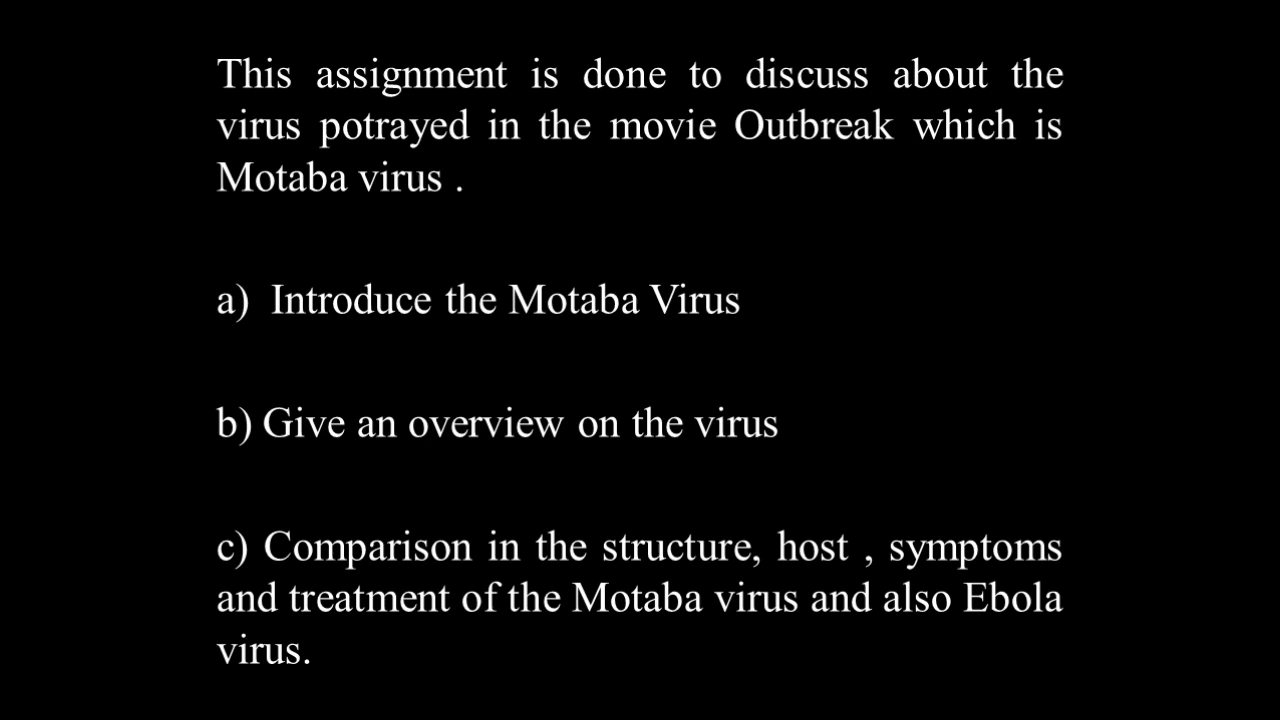 This assignment is done to discuss about the
virus potrayed in the movie Outbreak which is
Motaba virus .
a) Introduce the Motaba Virus
b) Give an overview on the virus
c) Comparison in the structure, host , symptoms
and treatment of the Motaba virus and also Ebola
virus.